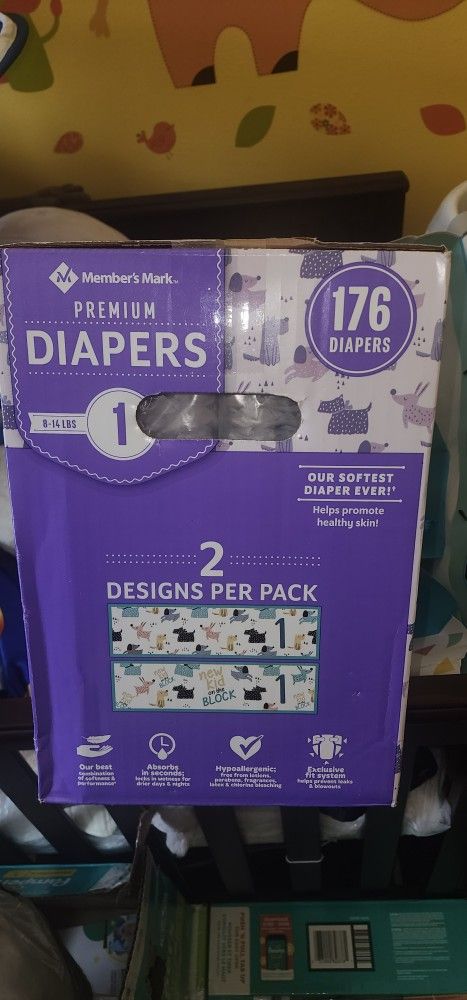 Member's Mark™
PREMIUM
DIAPERS
8-14 LBS
1
176
DIAPERS
OUR SOFTEST
DIAPER EVER!†
Helps promote
healthy skin!
2
DESIGNS PER PACK
1
new
kid
on the
BLOCK
1
Our best
combination
of softness &
performance*
Absorbs
in seconds;
locks in wetness for
drier days & nights
Hypoallergenic;
free from lotions,
parabens, fragrances,
latex & chlorine bleaching
Exclusive
fit system
helps prevent leaks
& blowouts